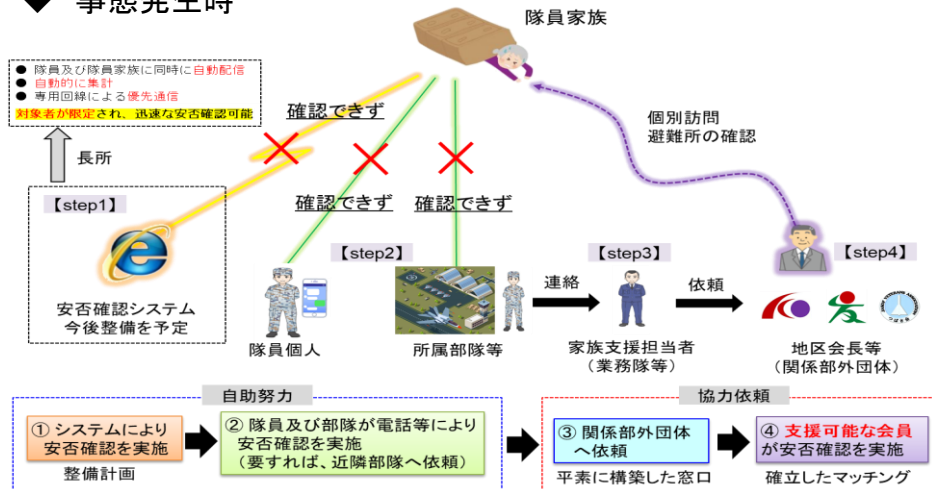 ◆ 事態発生時
隊員家族
● 隊員及び隊員家族に同時に自動配信
● 自動的に集計
● 専用回線による優先通信
対象者が限定され、迅速な安否確認可能
確認できず
個別訪問
避難所の確認
長所
【step1】
確認できず
確認できず
【step2】
【step3】
【step4】
安否確認システム
今後整備を予定
連絡
依頼
隊員個人
所属部隊等
家族支援担当者
(業務隊等)
地区会長等
(関係部外団体)
自助努力
協力依頼
① システムにより
安否確認を実施
② 隊員及び部隊が電話等により
安否確認を実施
(要すれば、近隣部隊へ依頼)
③ 関係部外団体
へ依頼
④ 支援可能な会員
が安否確認を実施
整備計画
平素に構築した窓口
確立したマッチング